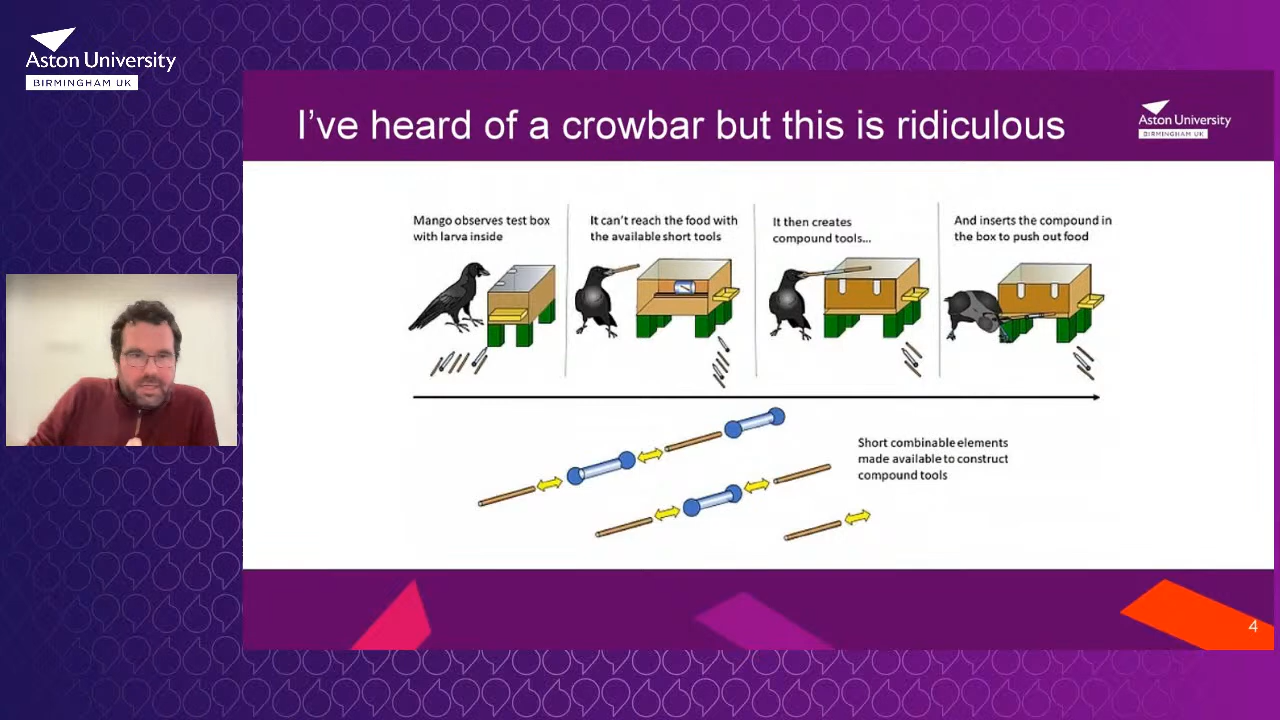 Aston University
BIRMINGHAM UK
I've heard of a crowbar but this is ridiculous
Aston University
BIRMINGHAM UK
Mango observes test box
with larva inside
It can't reach the food with
the available short tools
It then creates
compound tools...
And inserts the compound in
the box to push out food
Short combinable elements
made available to construct
compound tools
4